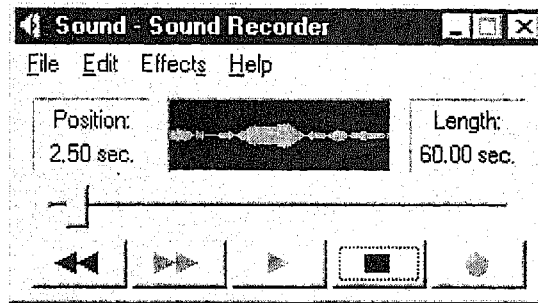 Sound - Sound Recorder
File Edit Effects Help
Position:
2.50 sec.
Length:
60.00 sec.